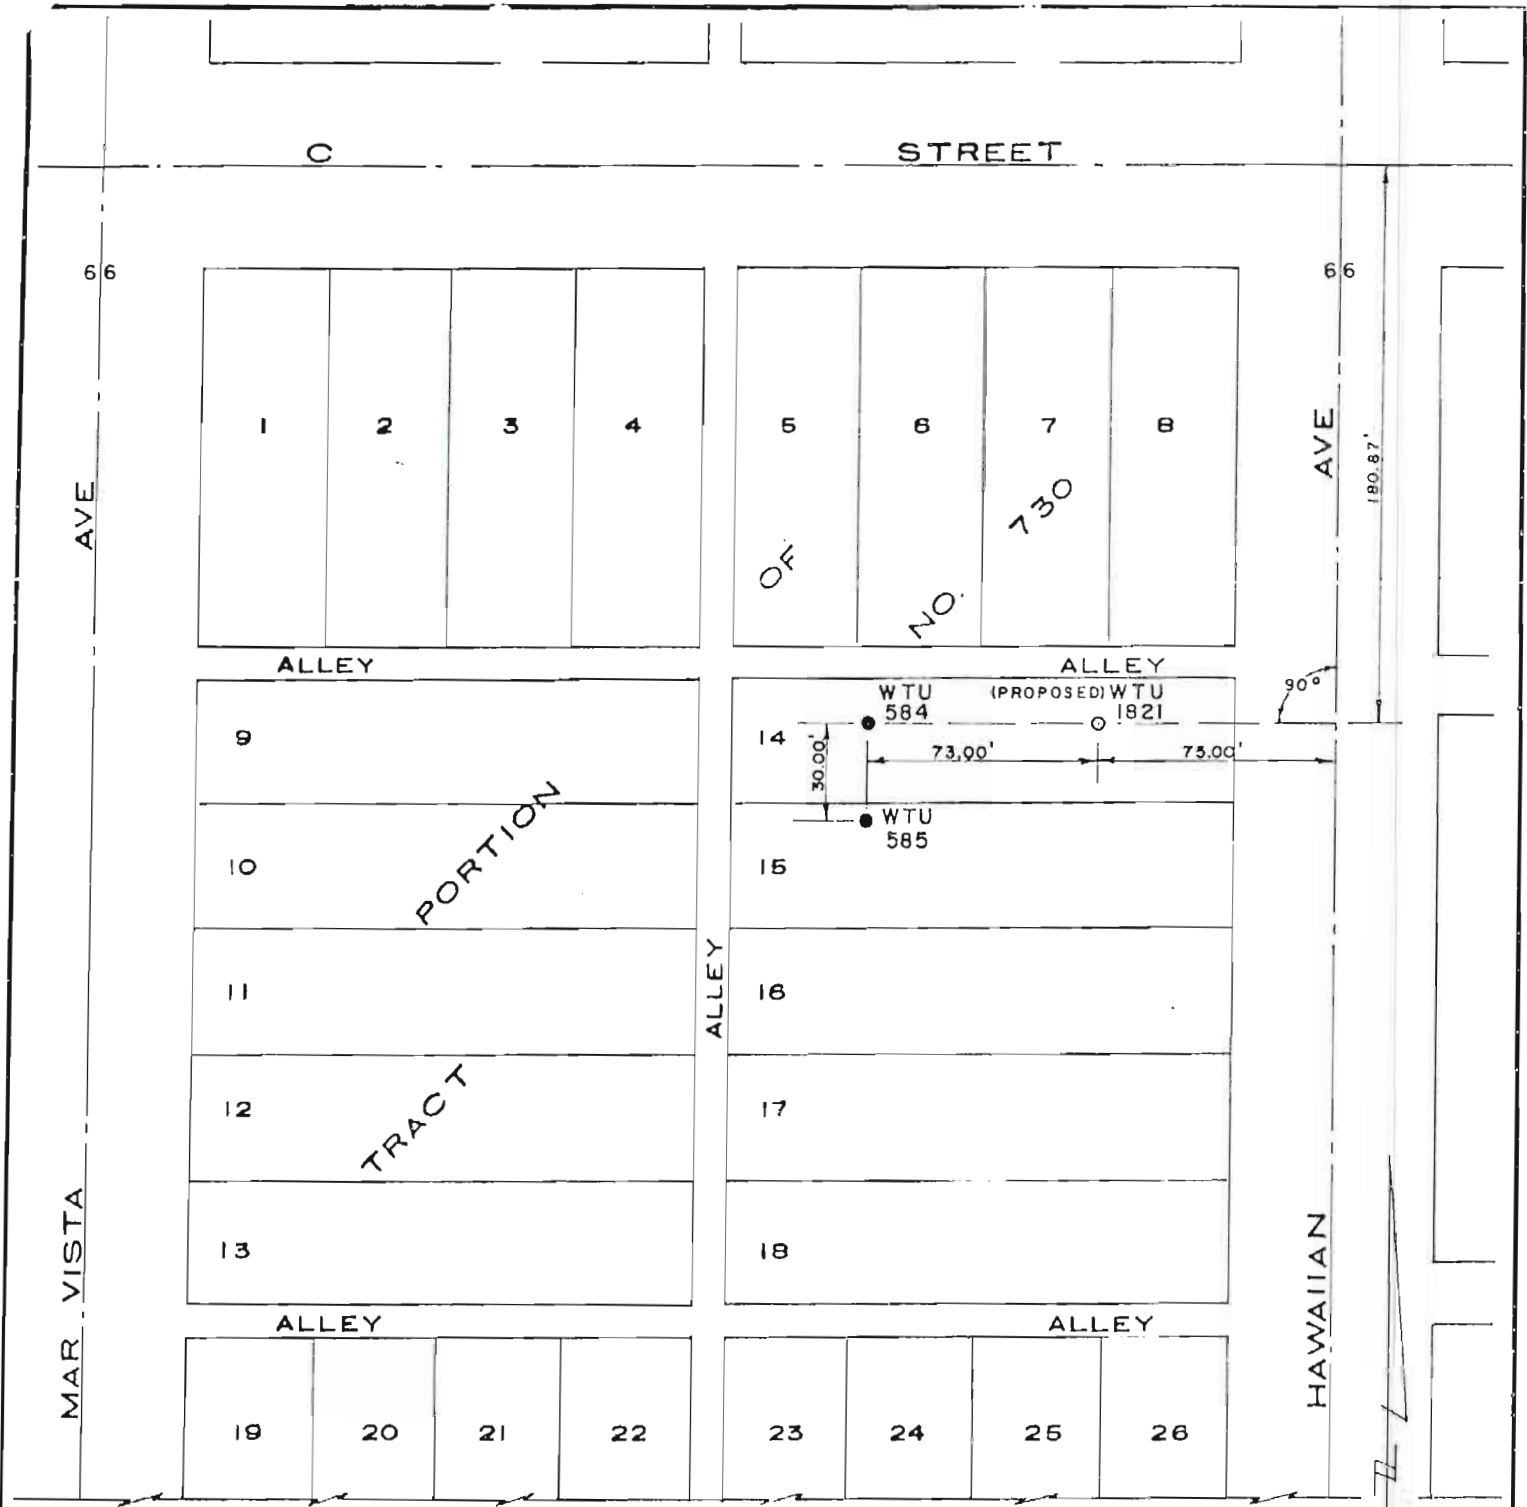 C STREET
66 66
1 2 3 4 5 6 7 8
AVE
AVE
180.87'
OF
NO.
730
ALLEY ALLEY
90°
WTU
584
(PROPOSED) WTU
1821
9 14
30.00'
73.00' 75.00'
WTU
585
10 15
PORTION
ALLEY
11 16
12 17
TRACT
13 18
MAR VISTA
HAWAIIAN
ALLEY ALLEY
19 20 21 22 23 24 25 26